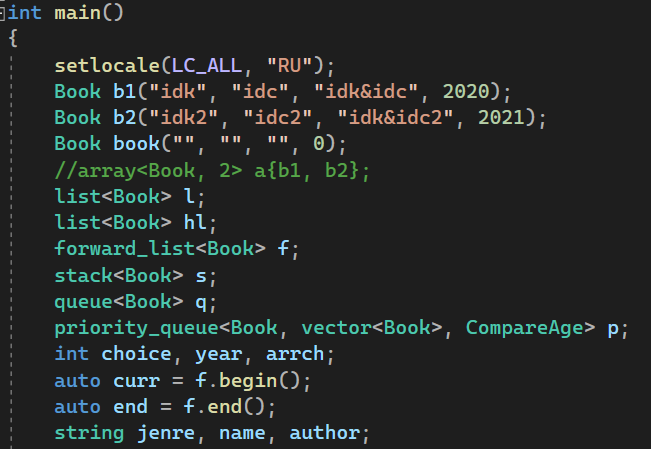 int main()
{
setlocale(LC_ALL, "RU");
Book b1("idk", "idc", "idk&idc", 2020);
Book b2("idk2", "idc2", "idk&idc2", 2021);
Book book("", "", "", 0);
//array<Book, 2> a{b1, b2};
list<Book> l;
list<Book> hl;
forward_list<Book> f;
stack<Book> s;
queue<Book> q;
priority_queue<Book, vector<Book>, CompareAge> p;
int choice, year, arrch;
auto curr = f.begin();
auto end = f.end();
string jenre, name, author;